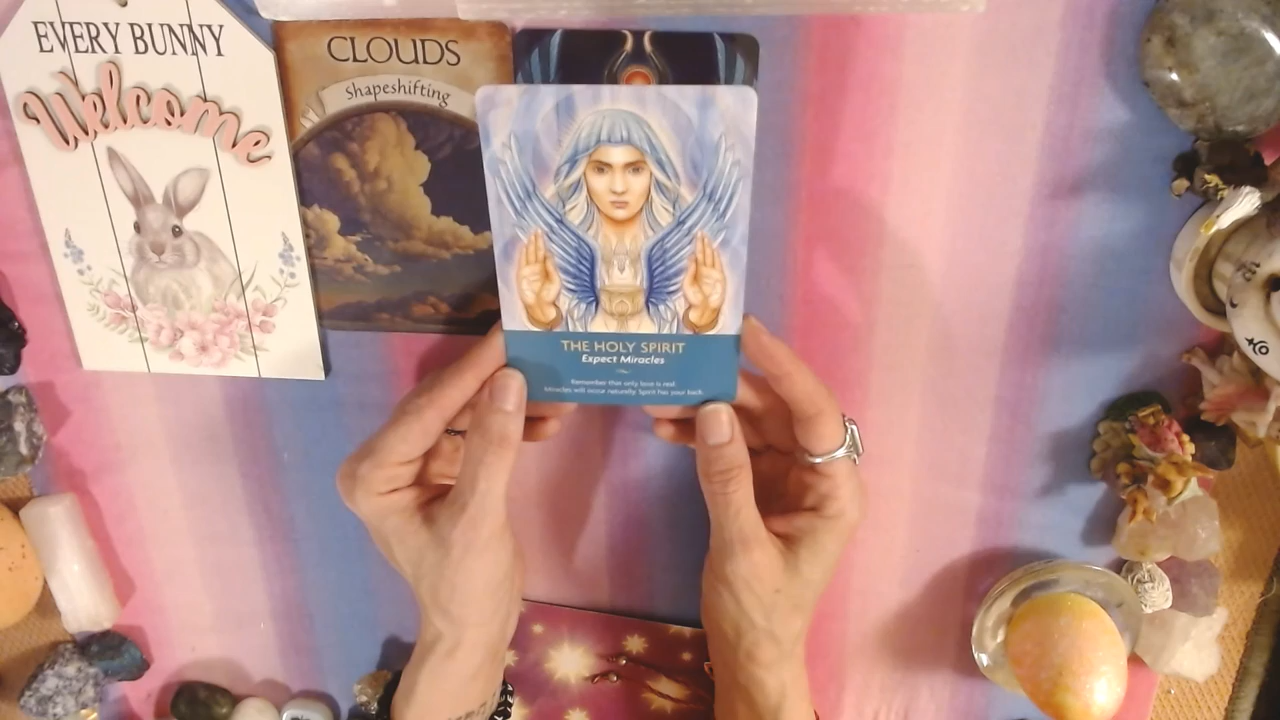 EVERY BUNNY
Welcome
CLOUDS
Shapeshifting
THE HOLY SPIRIT
Expect Miracles
Remember that only love is real.
Miracles will occur naturally. Spirit has your back.